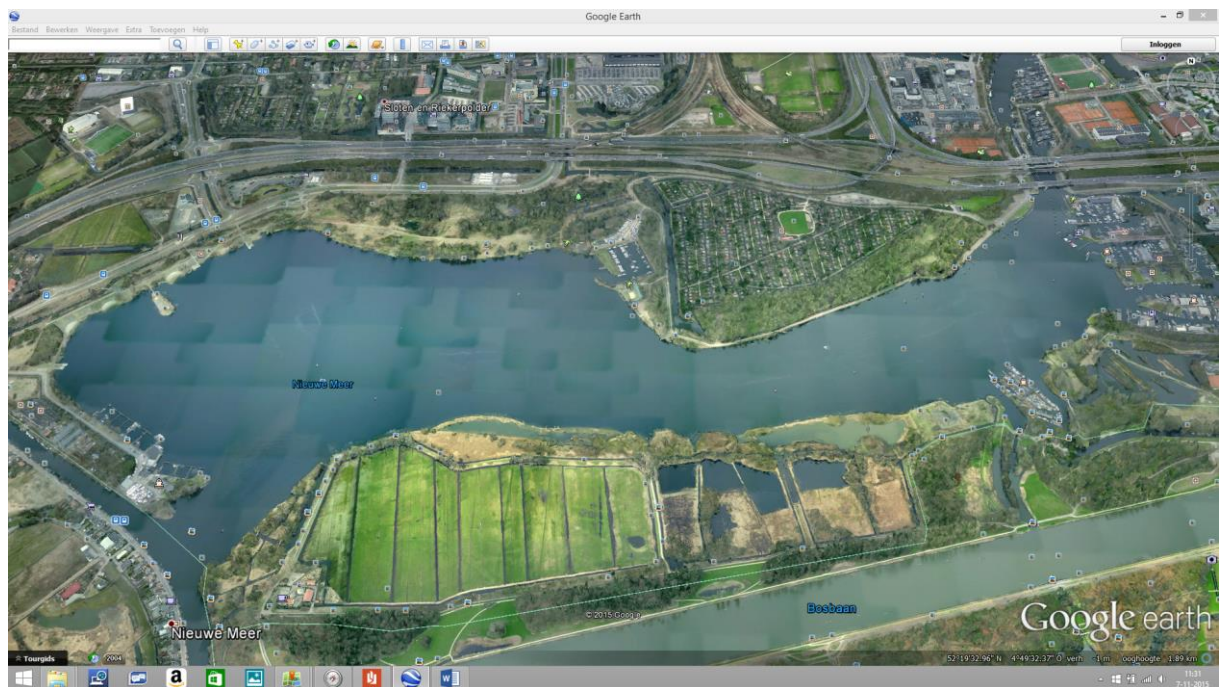 Google Earth
Bestand Bewerken Weergave Extra Toevoegen Help
Inloggen
N
Sloten en Riekerpolder
Nieuwe Meer
© 2015 Google
Bosbaan
Nieuwe Meer
Google earth
Tourgids
2004
52°19'32.96" N 4°49'32.37" O verh -1 m ooghoogte 1.89 km
11:31
7-11-2015